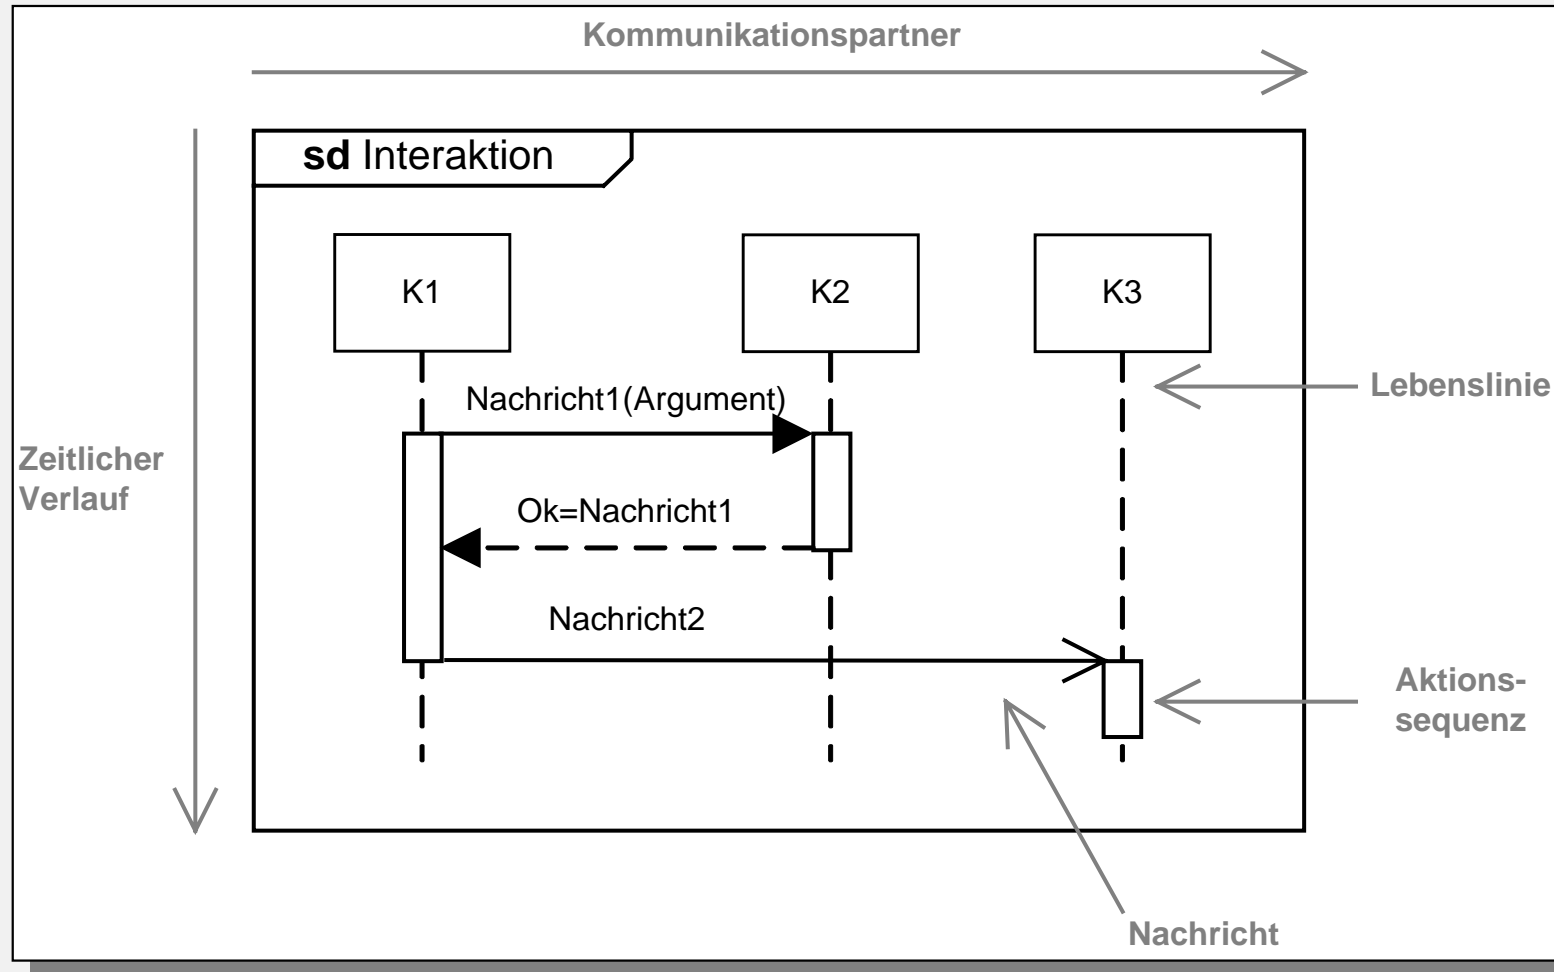 Kommunikationspartner
sd Interaktion
K1
K2
K3
Lebenslinie
Nachricht1(Argument)
Zeitlicher
Verlauf
Ok=Nachricht1
Nachricht2
Aktions-
sequenz
Nachricht